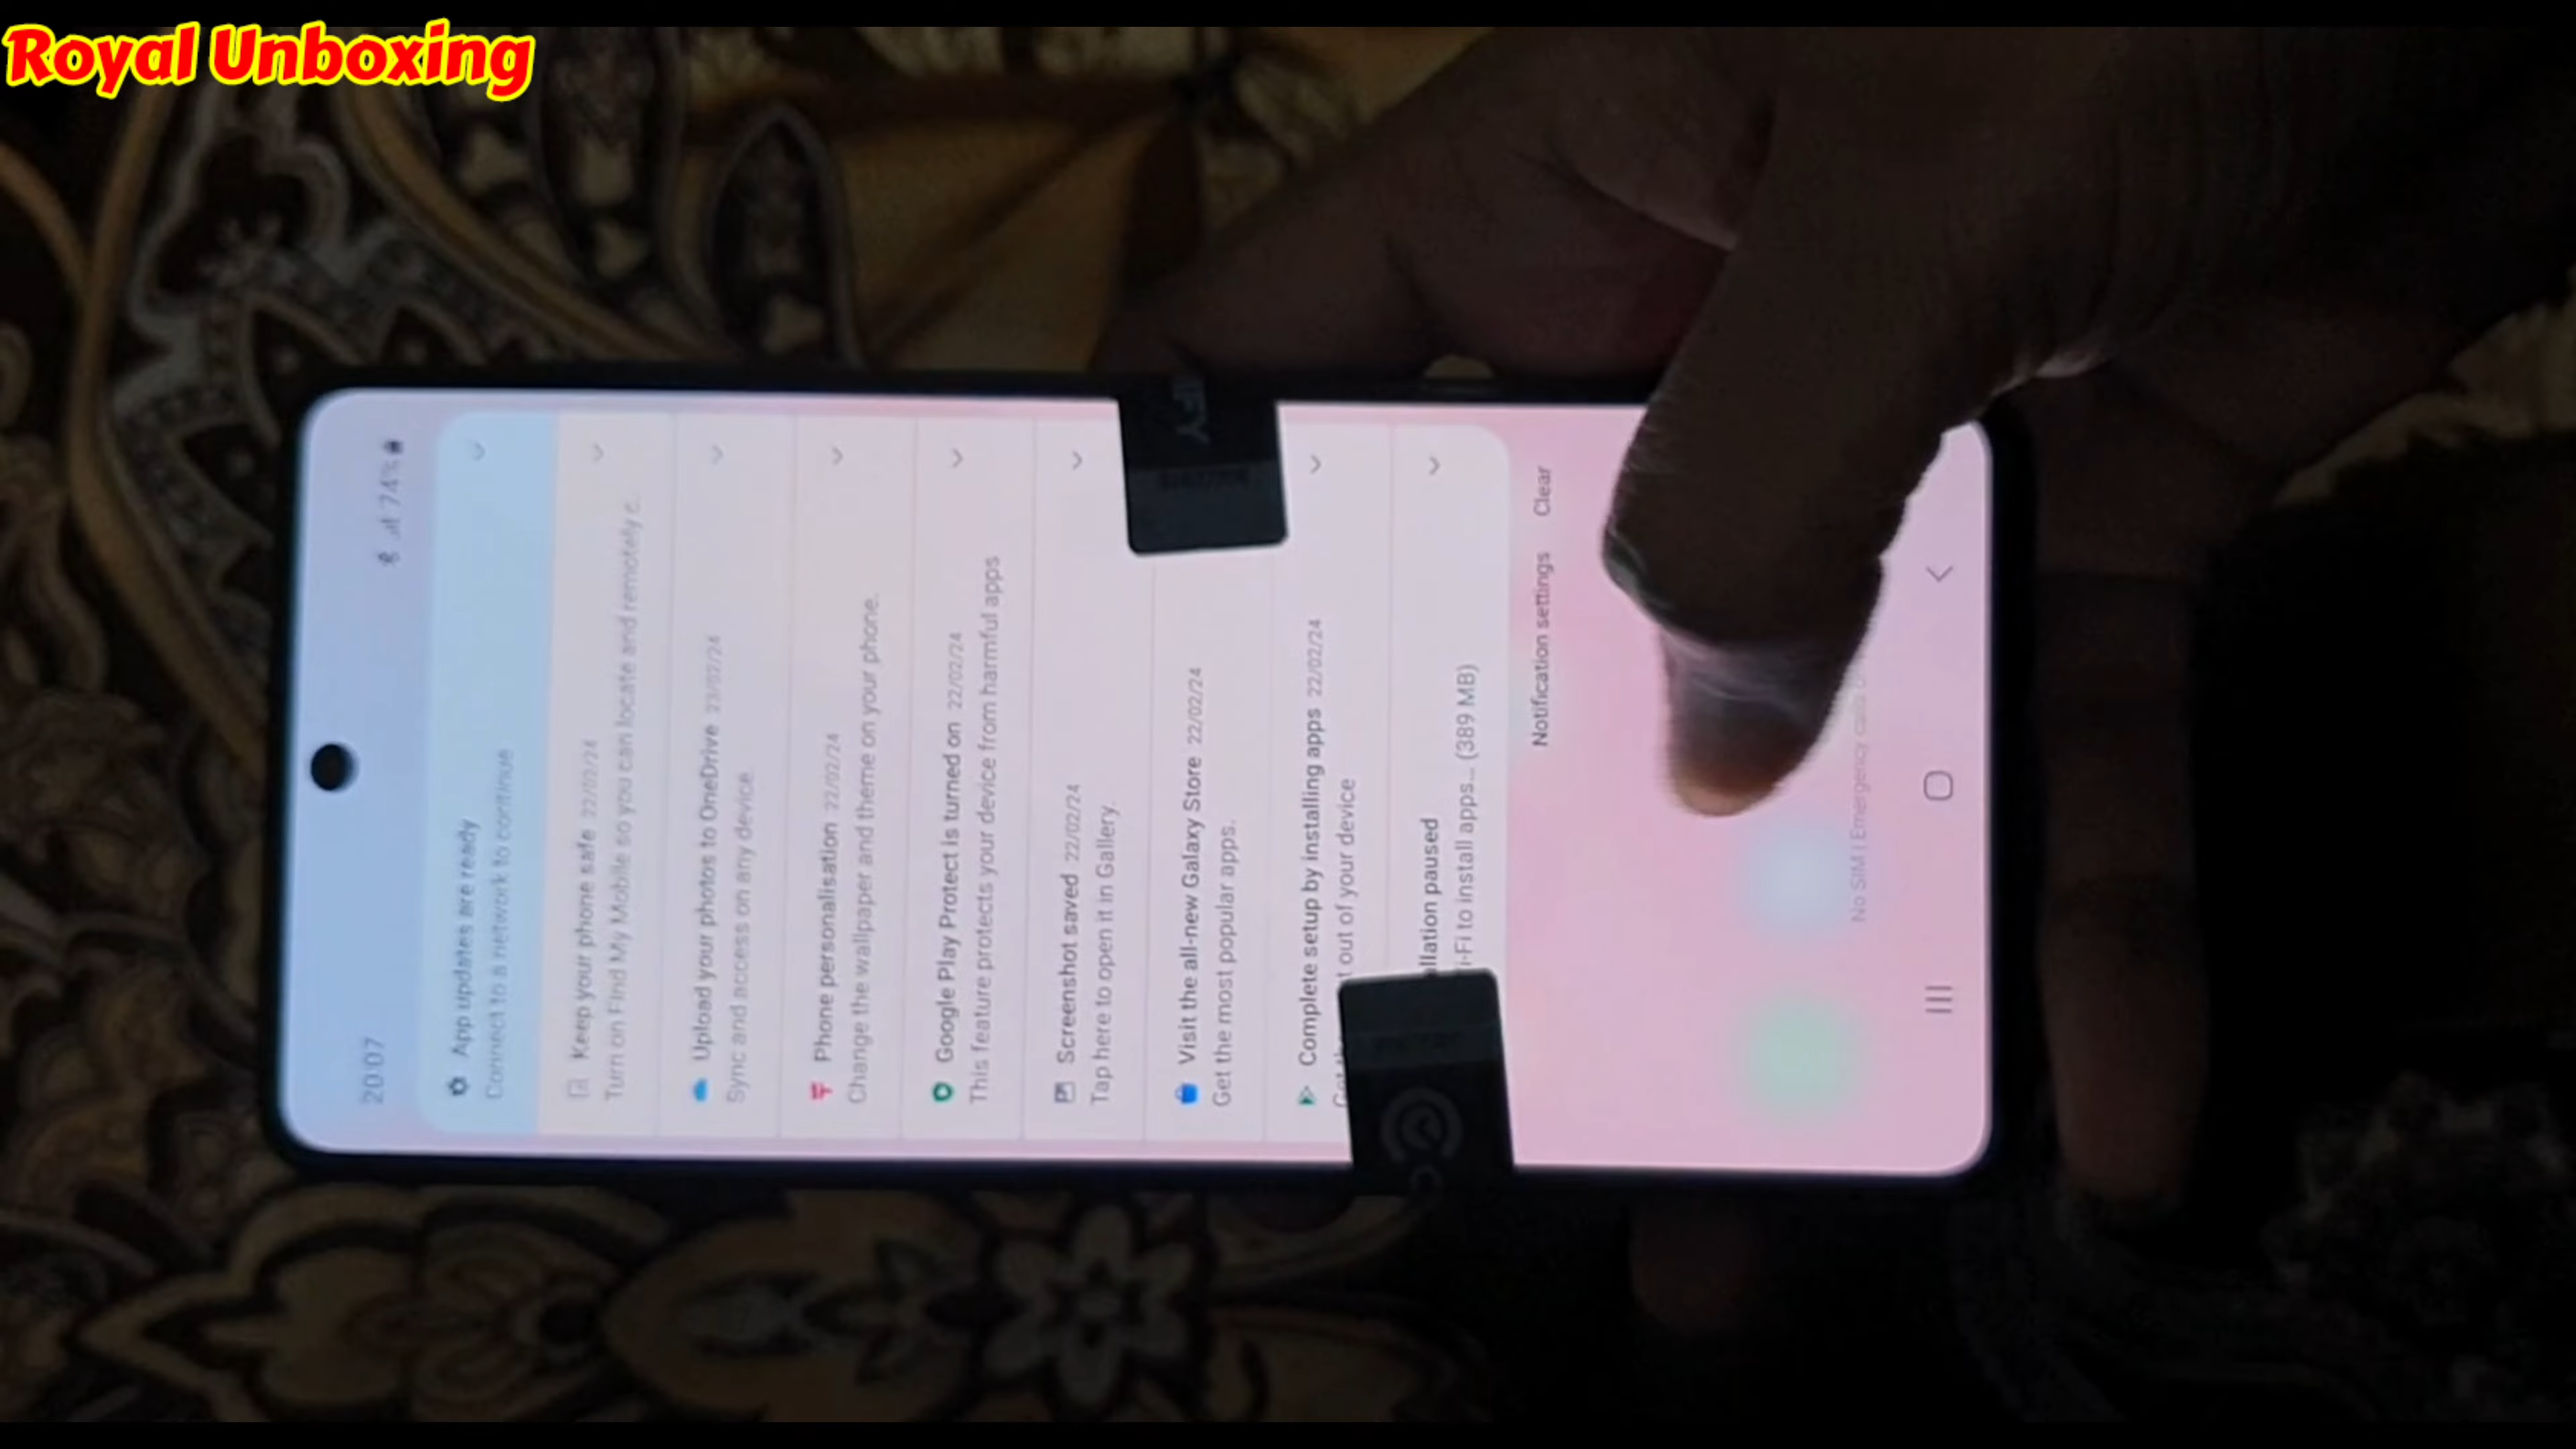 Royal Unboxing
20:07
74%
App updates are ready
Connect to a network to continue
Keep your phone safe 22/02/24
Turn on Find My Mobile so you can locate and remotely c.
Upload your photos to OneDrive 23/02/24
Sync and access on any device.
Phone personalisation 22/02/24
Change the wallpaper and theme on your phone.
Google Play Protect is turned on 22/02/24
This feature protects your device from harmful apps
Screenshot saved 22/02/24
Tap here to open it in Gallery.
Visit the all-new Galaxy Store 22/02/24
Get the most popular apps.
Complete setup by installing apps 22/02/24
out of your device
llation paused
i-Fi to install apps... (389 MB)
Notification settings Clear
No SIM | Emergency calls